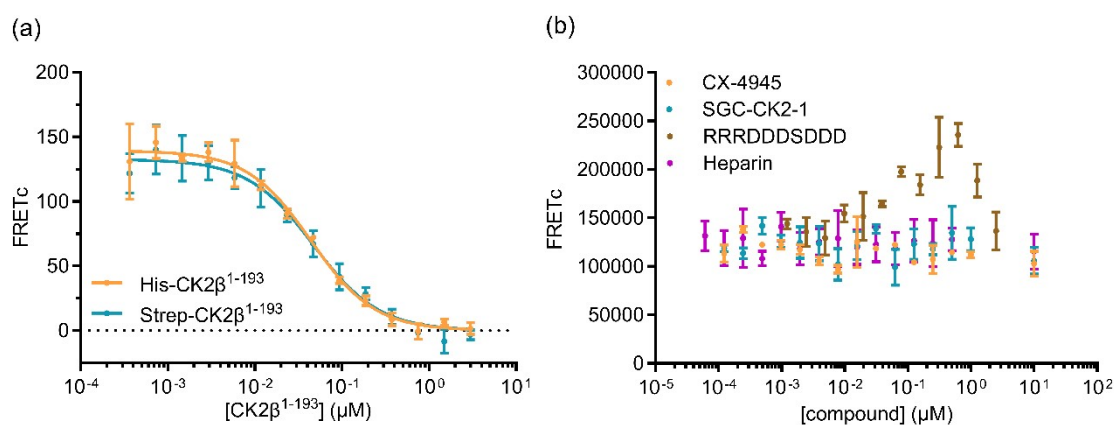 (a)
200
150
100
50
0
FRETc
His-CK2β¹⁻¹⁹³
Strep-CK2β¹⁻¹⁹³
10⁻⁴ 10⁻³ 10⁻² 10⁻¹ 10⁰ 10¹
[CK2β¹⁻¹⁹³] (µM)
(b)
300000
250000
200000
150000
100000
50000
0
FRETc
CX-4945
SGC-CK2-1
RRRDDDSDDD
Heparin
10⁻⁵ 10⁻⁴ 10⁻³ 10⁻² 10⁻¹ 10⁰ 10¹ 10²
[compound] (µM)